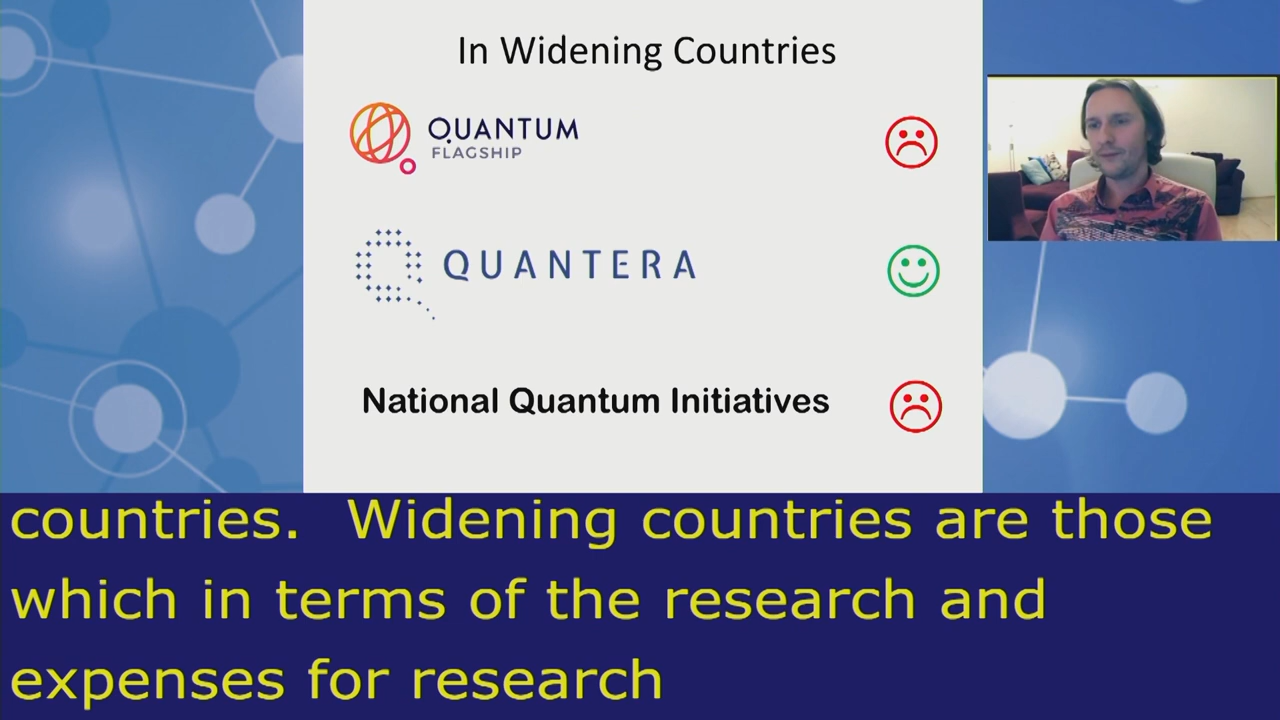 In Widening Countries
QUANTUM
FLAGSHIP
QUANTERA
National Quantum Initiatives
countries.  Widening countries are those
which in terms of the research and
expenses for research